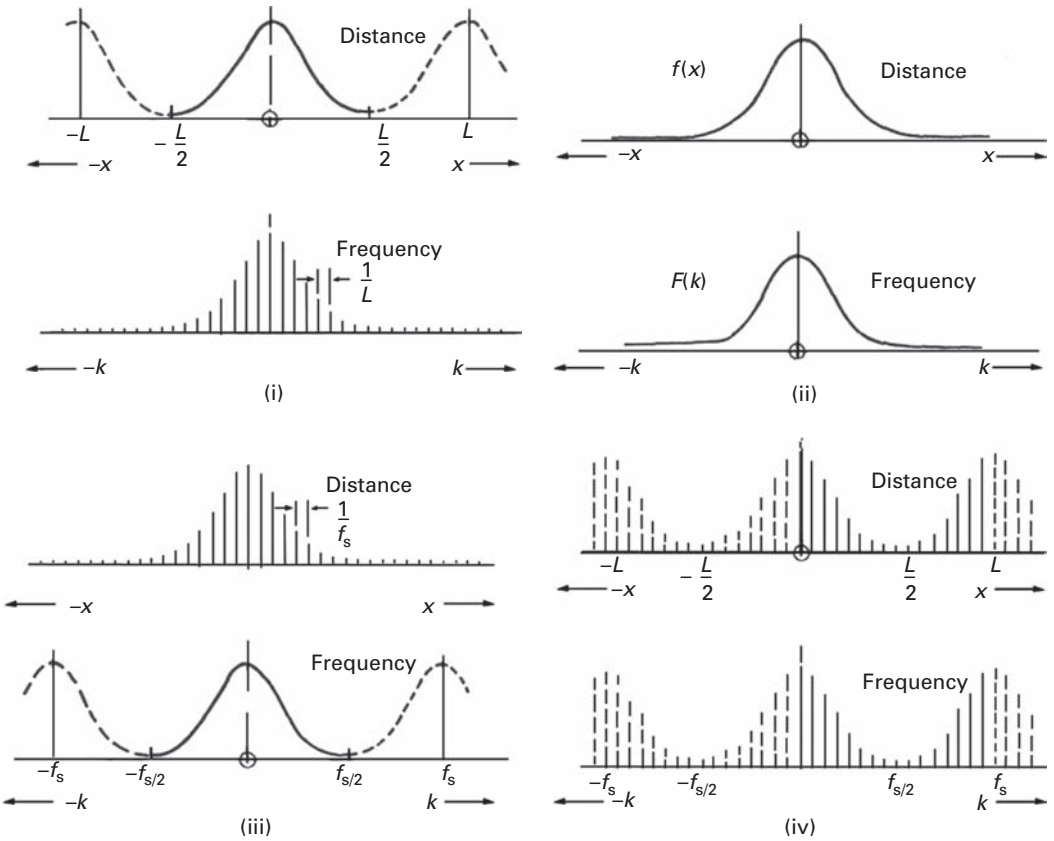 Distance
–L
– L/2
L/2
L
–x
x
Frequency
1/L
–k
k
(i)
f(x)
Distance
–x
x
F(k)
Frequency
–k
k
(ii)
Distance
1/fₛ
–x
x
Frequency
–fₛ
–fₛ/₂
fₛ/₂
fₛ
–k
k
(iii)
Distance
–L
– L/2
L/2
L
–x
x
Frequency
–fₛ
–fₛ/₂
fₛ/₂
fₛ
–k
k
(iv)